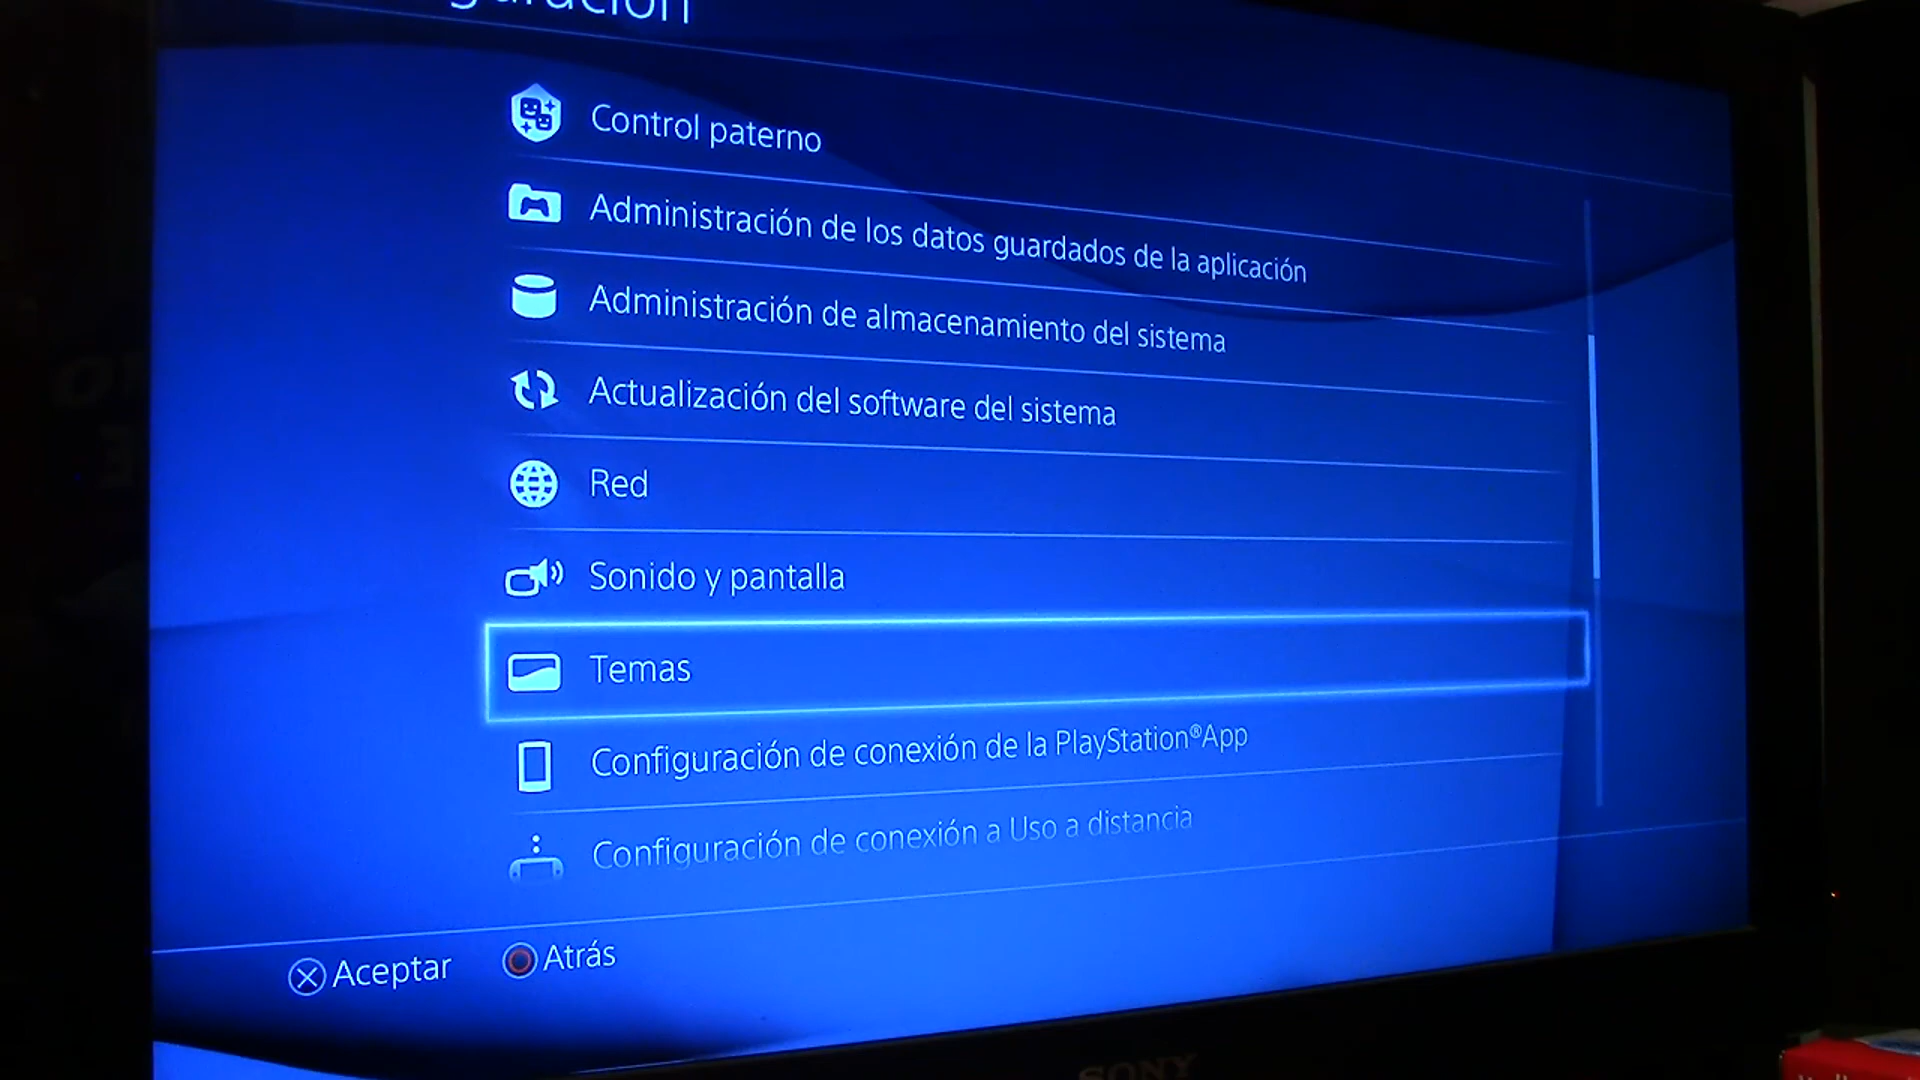 Control paterno
Administración de los datos guardados de la aplicación
Administración de almacenamiento del sistema
Actualización del software del sistema
Red
Sonido y pantalla
Temas
Configuración de conexión de la PlayStation®App
Configuración de conexión a Uso a distancia
Aceptar Atrás
SONY